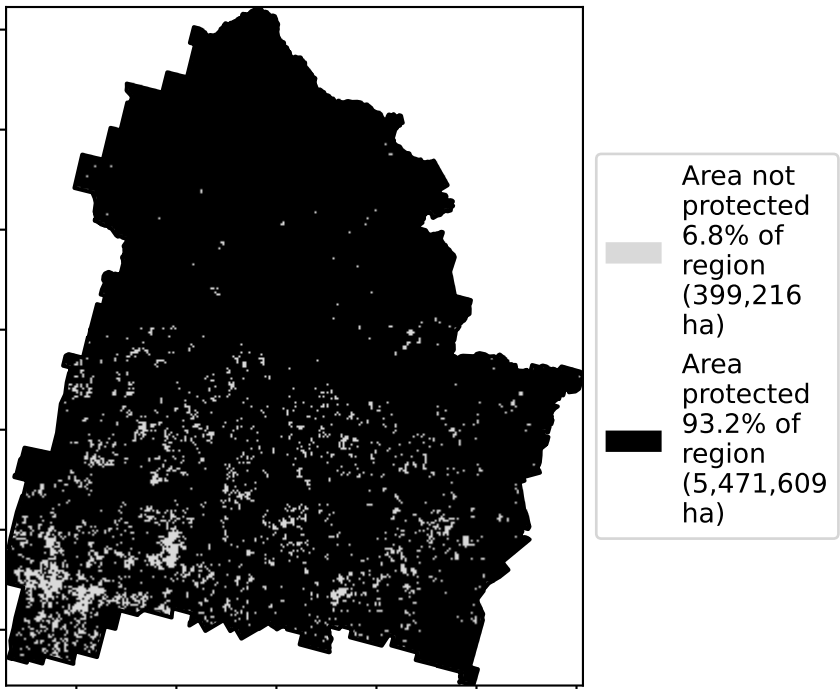 Area not
protected
6.8% of
region
(399,216
ha)
Area
protected
93.2% of
region
(5,471,609
ha)